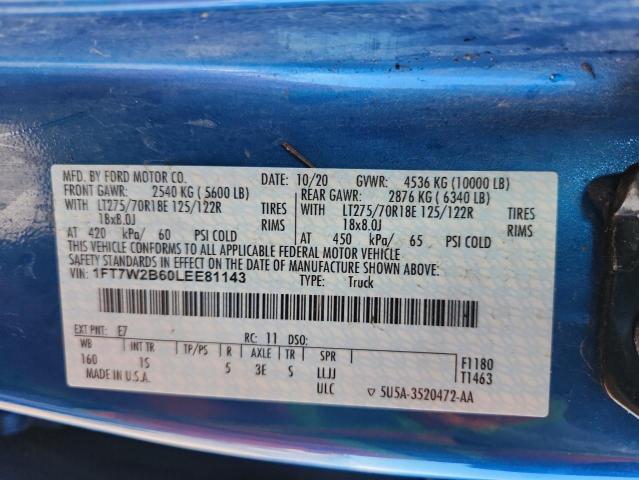 MFD. BY FORD MOTOR CO. DATE: 10/20 GVWR: 4536 KG (10000 LB)
FRONT GAWR: 2540 KG ( 5600 LB) REAR GAWR: 2876 KG ( 6340 LB)
WITH LT275/70R18E 125/122R TIRES WITH LT275/70R18E 125/122R TIRES
18x8.0J RIMS 18x8.0J RIMS
AT 420 kPa/ 60 PSI COLD AT 450 kPa/ 65 PSI COLD
THIS VEHICLE CONFORMS TO ALL APPLICABLE FEDERAL MOTOR VEHICLE
SAFETY STANDARDS IN EFFECT ON THE DATE OF MANUFACTURE SHOWN ABOVE.
VIN: 1FT7W2B60LEE81143 TYPE: Truck
EXT PNT: E7 RC: 11 DSO:
WB INT TR TP/PS R AXLE TR SPR F1180
160 1S 5 3E S LLJJ T1463
MADE IN U.S.A. ULC ▽ 5U5A-3520472-AA